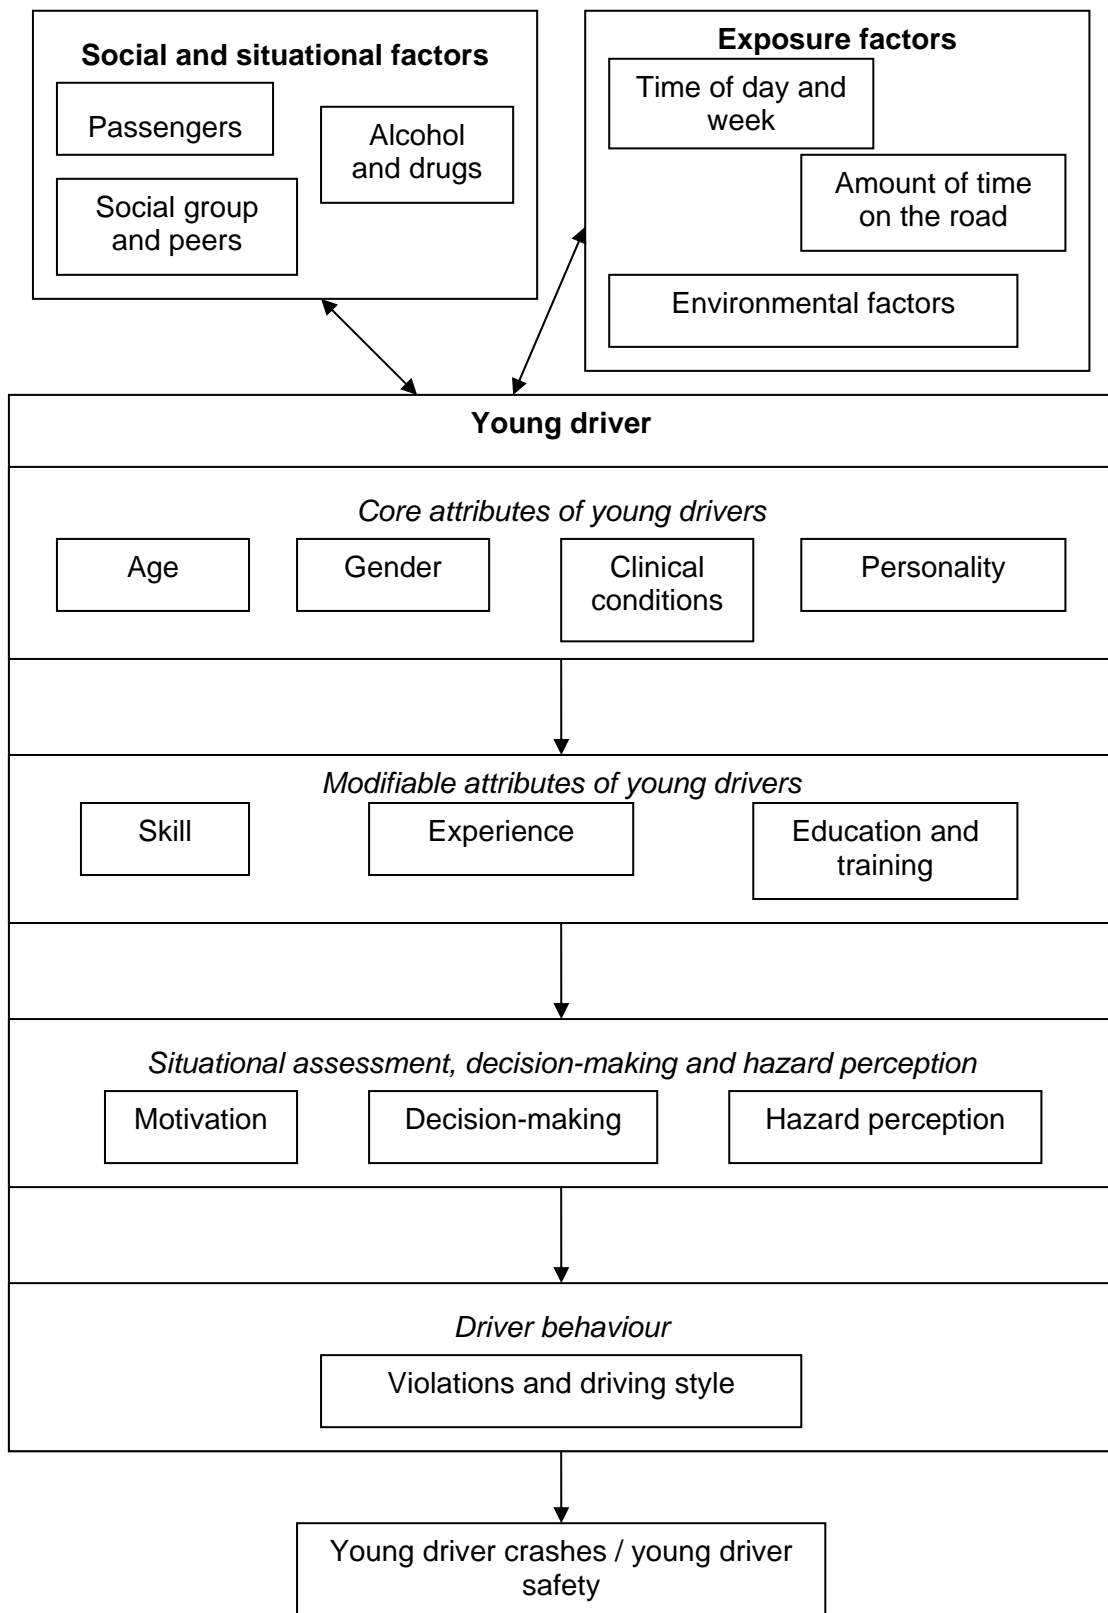 Social and situational factors
Passengers
Alcohol
and drugs
Social group
and peers
Exposure factors
Time of day and
week
Amount of time
on the road
Environmental factors
Young driver
Core attributes of young drivers
Age
Gender
Clinical
conditions
Personality
Modifiable attributes of young drivers
Skill
Experience
Education and
training
Situational assessment, decision-making and hazard perception
Motivation
Decision-making
Hazard perception
Driver behaviour
Violations and driving style
Young driver crashes / young driver
safety